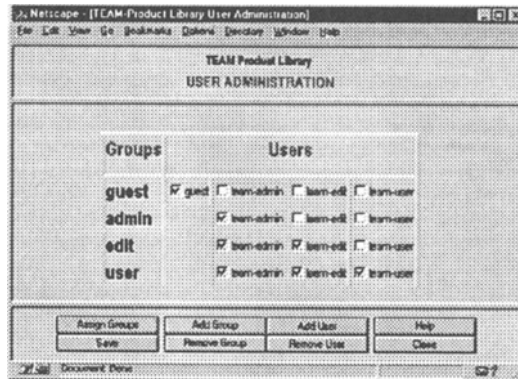 Netscape - [TEAM-Product Library User Administration]
File Edit View Go Bookmarks Options Directory Window Help
TEAM Product Library
USER ADMINISTRATION
Groups Users
guest guest team-admin team-edit team-user
admin team-admin team-edit team-user
edit team-admin team-edit team-user
user team-admin team-edit team-user
Assign Groups Add Group Add User Help
Save Remove Group Remove User Close
Document: Done